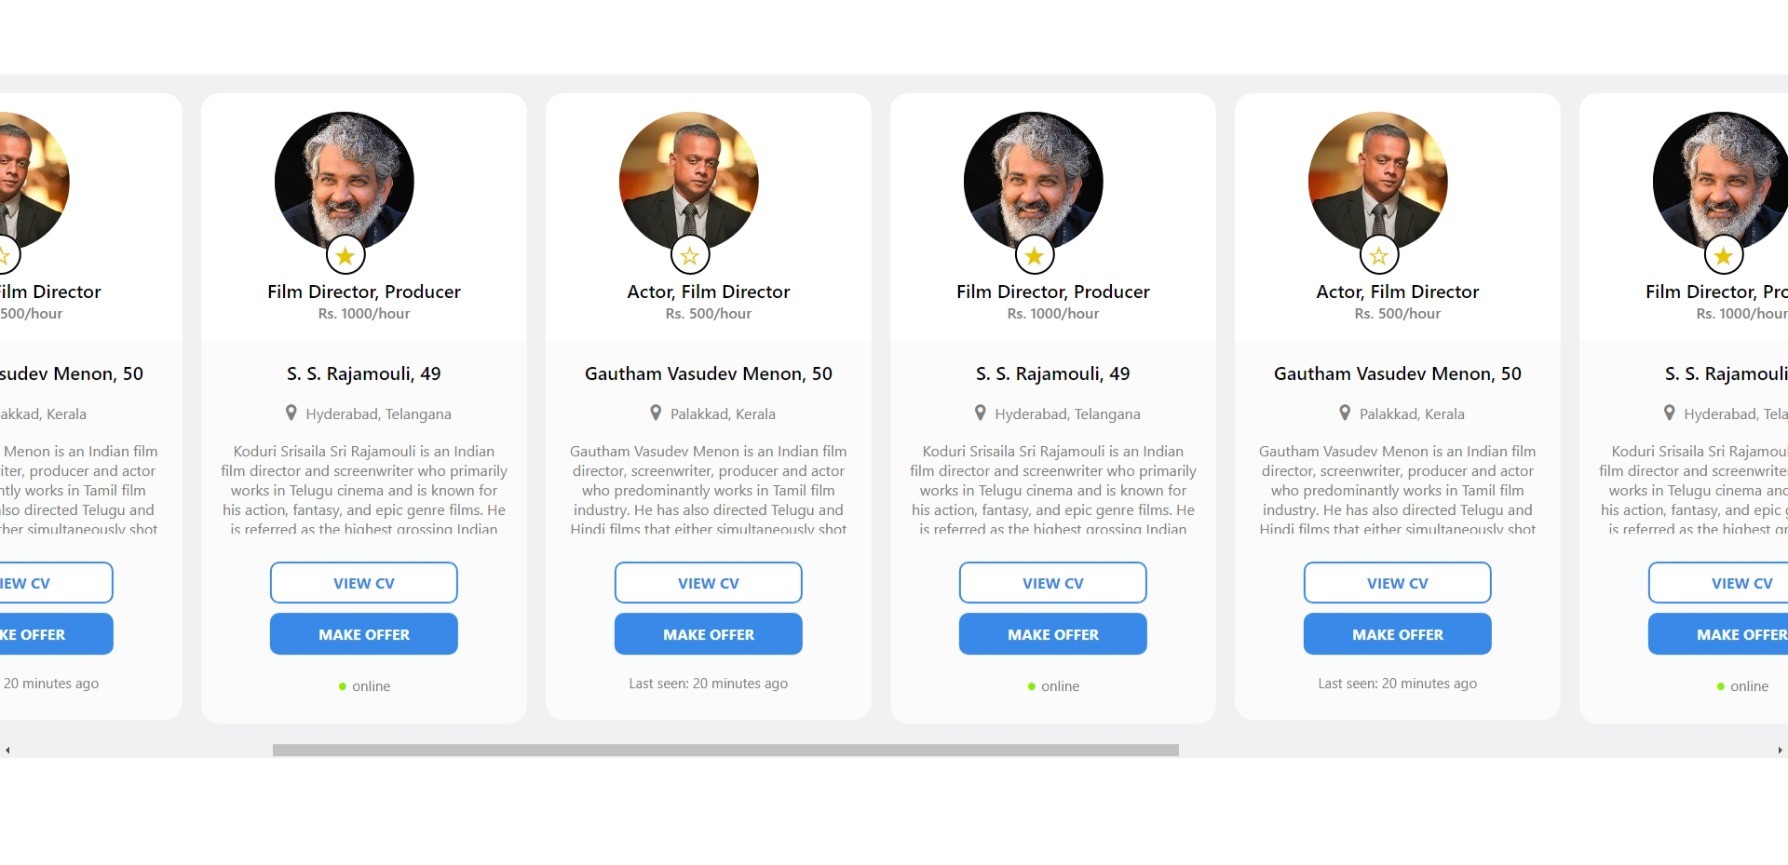 Film Director
500/hour
sudev Menon, 50
akkad, Kerala
Menon is an Indian film
iter, producer and actor
ntly works in Tamil film
lso directed Telugu and
her simultaneously shot
IEW CV
KE OFFER
20 minutes ago
Film Director, Producer
Rs. 1000/hour
S. S. Rajamouli, 49
Hyderabad, Telangana
Koduri Srisaila Sri Rajamouli is an Indian
film director and screenwriter who primarily
works in Telugu cinema and is known for
his action, fantasy, and epic genre films. He
is referred as the highest grossing Indian
VIEW CV
MAKE OFFER
online
Actor, Film Director
Rs. 500/hour
Gautham Vasudev Menon, 50
Palakkad, Kerala
Gautham Vasudev Menon is an Indian film
director, screenwriter, producer and actor
who predominantly works in Tamil film
industry. He has also directed Telugu and
Hindi films that either simultaneously shot
VIEW CV
MAKE OFFER
Last seen: 20 minutes ago
Film Director, Producer
Rs. 1000/hour
S. S. Rajamouli, 49
Hyderabad, Telangana
Koduri Srisaila Sri Rajamouli is an Indian
film director and screenwriter who primarily
works in Telugu cinema and is known for
his action, fantasy, and epic genre films. He
is referred as the highest grossing Indian
VIEW CV
MAKE OFFER
online
Actor, Film Director
Rs. 500/hour
Gautham Vasudev Menon, 50
Palakkad, Kerala
Gautham Vasudev Menon is an Indian film
director, screenwriter, producer and actor
who predominantly works in Tamil film
industry. He has also directed Telugu and
Hindi films that either simultaneously shot
VIEW CV
MAKE OFFER
Last seen: 20 minutes ago
Film Director, Pro
Rs. 1000/hour
S. S. Rajamouli
Hyderabad, Tela
Koduri Srisaila Sri Rajamou
film director and screenwrite
works in Telugu cinema and
his action, fantasy, and epic g
is referred as the highest gr
VIEW CV
MAKE OFFER
online